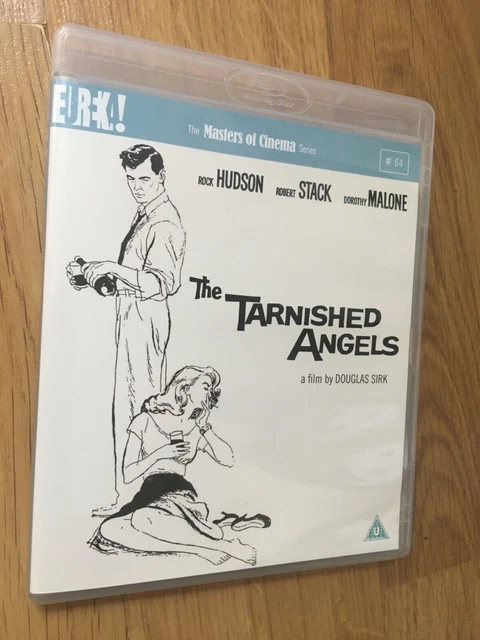 EUREKA!
The Masters of Cinema Series
# 64
ROCK HUDSON ROBERT STACK DOROTHY MALONE
The TARNISHED
ANGELS
a film by DOUGLAS SIRK
U